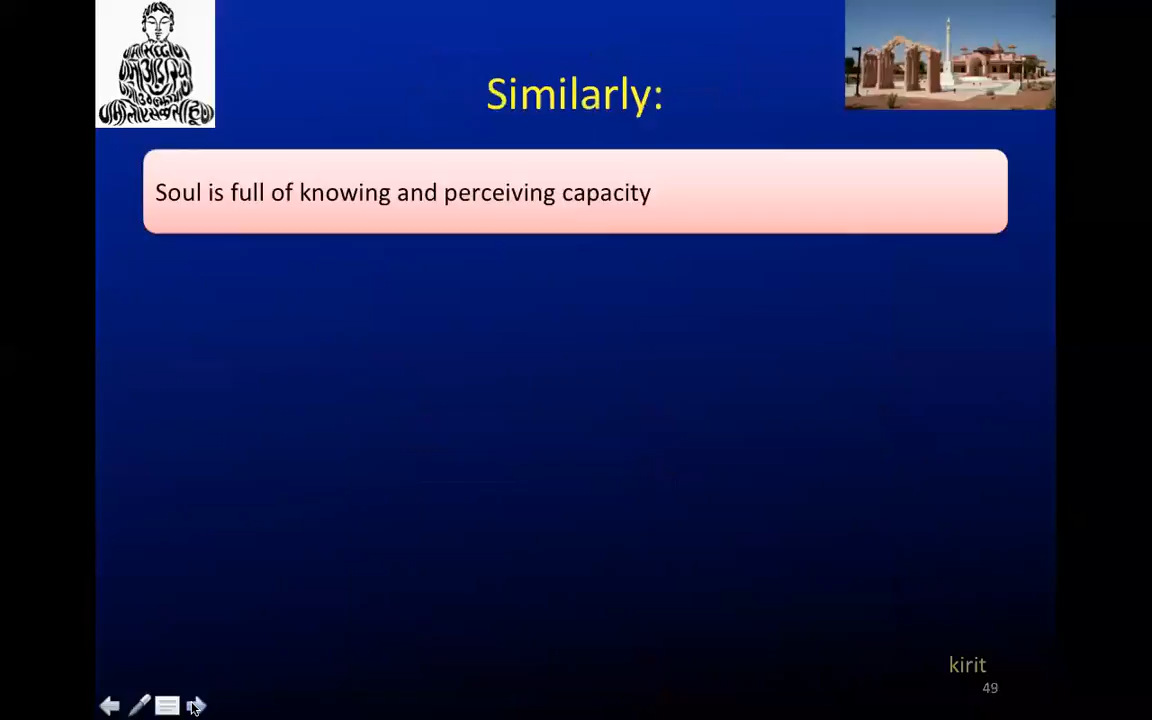 Similarly:
Soul is full of knowing and perceiving capacity
kirit
49